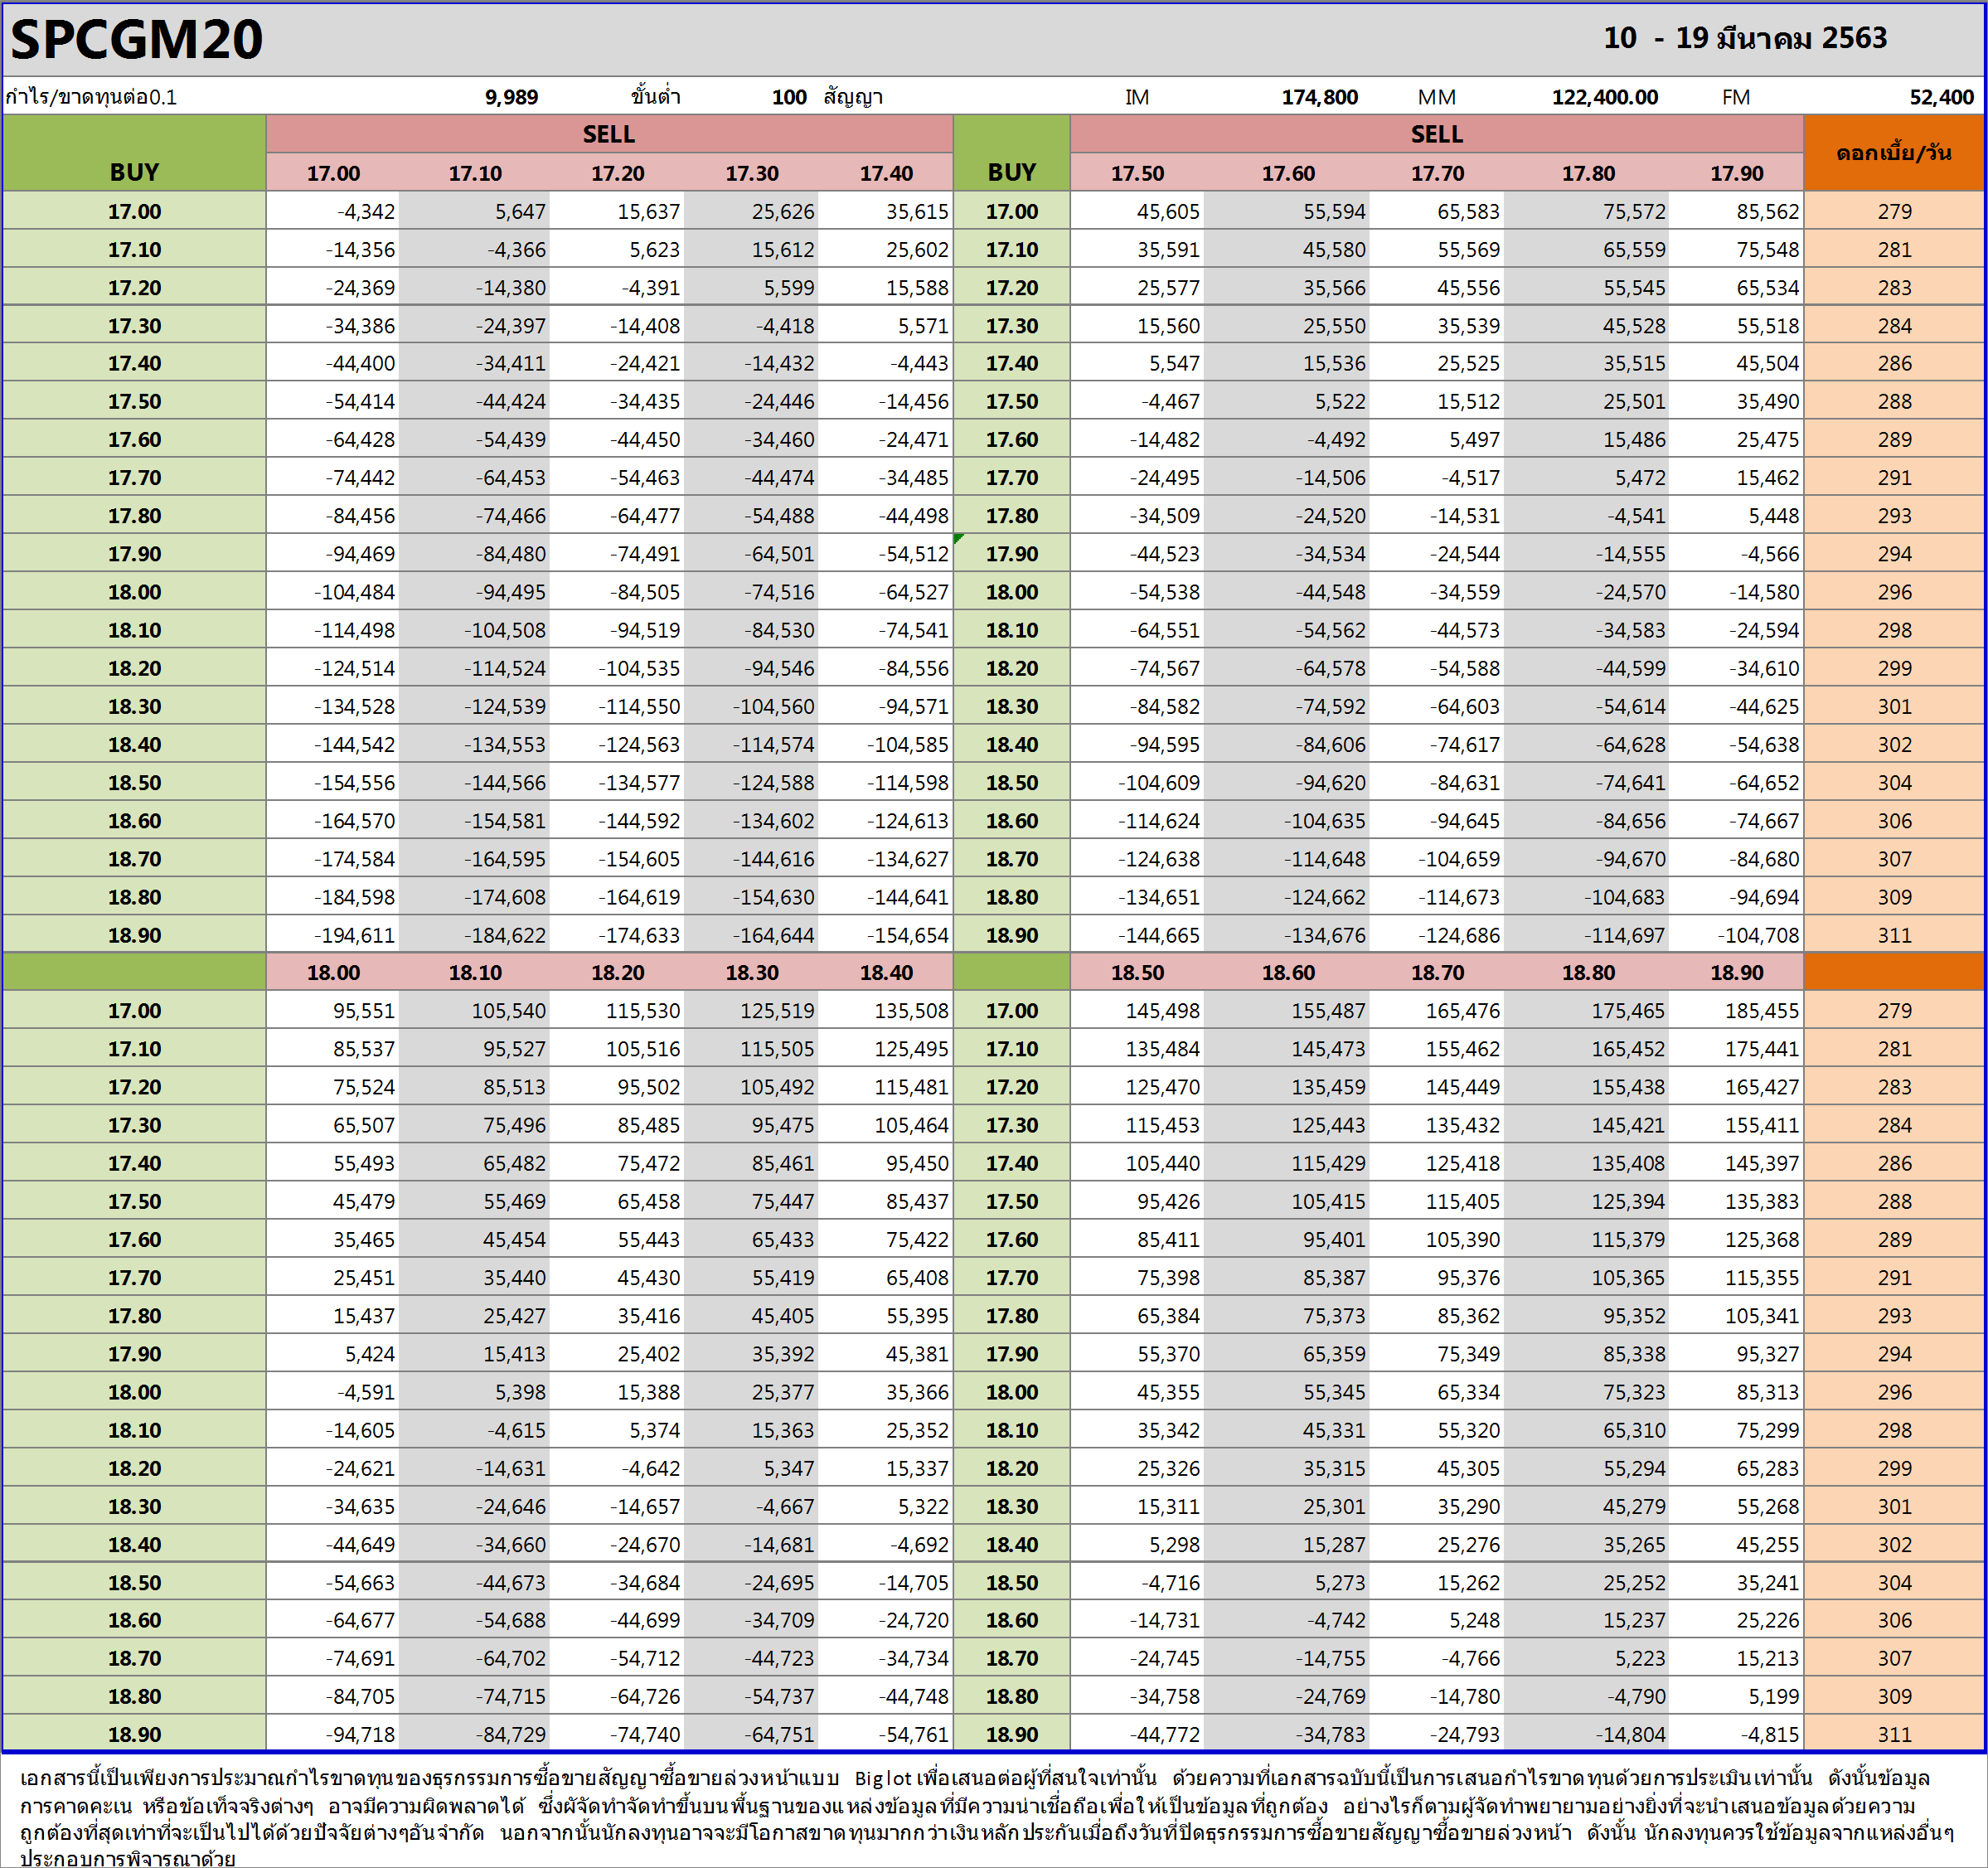 SPCGM20 10 - 19 มีนาคม 2563
กำไร/ขาดทุนต่อ0.1 9,989 ขั้นต่ำ 100 สัญญา IM 174,800 MM 122,400.00 FM 52,400
BUY SELL BUY SELL ดอกเบี้ย/วัน
17.00 17.10 17.20 17.30 17.40 17.50 17.60 17.70 17.80 17.90
17.00 -4,342 5,647 15,637 25,626 35,615 17.00 45,605 55,594 65,583 75,572 85,562 279
17.10 -14,356 -4,366 5,623 15,612 25,602 17.10 35,591 45,580 55,569 65,559 75,548 281
17.20 -24,369 -14,380 -4,391 5,599 15,588 17.20 25,577 35,566 45,556 55,545 65,534 283
17.30 -34,386 -24,397 -14,408 -4,418 5,571 17.30 15,560 25,550 35,539 45,528 55,518 284
17.40 -44,400 -34,411 -24,421 -14,432 -4,443 17.40 5,547 15,536 25,525 35,515 45,504 286
17.50 -54,414 -44,424 -34,435 -24,446 -14,456 17.50 -4,467 5,522 15,512 25,501 35,490 288
17.60 -64,428 -54,439 -44,450 -34,460 -24,471 17.60 -14,482 -4,492 5,497 15,486 25,475 289
17.70 -74,442 -64,453 -54,463 -44,474 -34,485 17.70 -24,495 -14,506 -4,517 5,472 15,462 291
17.80 -84,456 -74,466 -64,477 -54,488 -44,498 17.80 -34,509 -24,520 -14,531 -4,541 5,448 293
17.90 -94,469 -84,480 -74,491 -64,501 -54,512 17.90 -44,523 -34,534 -24,544 -14,555 -4,566 294
18.00 -104,484 -94,495 -84,505 -74,516 -64,527 18.00 -54,538 -44,548 -34,559 -24,570 -14,580 296
18.10 -114,498 -104,508 -94,519 -84,530 -74,541 18.10 -64,551 -54,562 -44,573 -34,583 -24,594 298
18.20 -124,514 -114,524 -104,535 -94,546 -84,556 18.20 -74,567 -64,578 -54,588 -44,599 -34,610 299
18.30 -134,528 -124,539 -114,550 -104,560 -94,571 18.30 -84,582 -74,592 -64,603 -54,614 -44,625 301
18.40 -144,542 -134,553 -124,563 -114,574 -104,585 18.40 -94,595 -84,606 -74,617 -64,628 -54,638 302
18.50 -154,556 -144,566 -134,577 -124,588 -114,598 18.50 -104,609 -94,620 -84,631 -74,641 -64,652 304
18.60 -164,570 -154,581 -144,592 -134,602 -124,613 18.60 -114,624 -104,635 -94,645 -84,656 -74,667 306
18.70 -174,584 -164,595 -154,605 -144,616 -134,627 18.70 -124,638 -114,648 -104,659 -94,670 -84,680 307
18.80 -184,598 -174,608 -164,619 -154,630 -144,641 18.80 -134,651 -124,662 -114,673 -104,683 -94,694 309
18.90 -194,611 -184,622 -174,633 -164,644 -154,654 18.90 -144,665 -134,676 -124,686 -114,697 -104,708 311
18.00 18.10 18.20 18.30 18.40 18.50 18.60 18.70 18.80 18.90
17.00 95,551 105,540 115,530 125,519 135,508 17.00 145,498 155,487 165,476 175,465 185,455 279
17.10 85,537 95,527 105,516 115,505 125,495 17.10 135,484 145,473 155,462 165,452 175,441 281
17.20 75,524 85,513 95,502 105,492 115,481 17.20 125,470 135,459 145,449 155,438 165,427 283
17.30 65,507 75,496 85,485 95,475 105,464 17.30 115,453 125,443 135,432 145,421 155,411 284
17.40 55,493 65,482 75,472 85,461 95,450 17.40 105,440 115,429 125,418 135,408 145,397 286
17.50 45,479 55,469 65,458 75,447 85,437 17.50 95,426 105,415 115,405 125,394 135,383 288
17.60 35,465 45,454 55,443 65,433 75,422 17.60 85,411 95,401 105,390 115,379 125,368 289
17.70 25,451 35,440 45,430 55,419 65,408 17.70 75,398 85,387 95,376 105,365 115,355 291
17.80 15,437 25,427 35,416 45,405 55,395 17.80 65,384 75,373 85,362 95,352 105,341 293
17.90 5,424 15,413 25,402 35,392 45,381 17.90 55,370 65,359 75,349 85,338 95,327 294
18.00 -4,591 5,398 15,388 25,377 35,366 18.00 45,355 55,345 65,334 75,323 85,313 296
18.10 -14,605 -4,615 5,374 15,363 25,352 18.10 35,342 45,331 55,320 65,310 75,299 298
18.20 -24,621 -14,631 -4,642 5,347 15,337 18.20 25,326 35,315 45,305 55,294 65,283 299
18.30 -34,635 -24,646 -14,657 -4,667 5,322 18.30 15,311 25,301 35,290 45,279 55,268 301
18.40 -44,649 -34,660 -24,670 -14,681 -4,692 18.40 5,298 15,287 25,276 35,265 45,255 302
18.50 -54,663 -44,673 -34,684 -24,695 -14,705 18.50 -4,716 5,273 15,262 25,252 35,241 304
18.60 -64,677 -54,688 -44,699 -34,709 -24,720 18.60 -14,731 -4,742 5,248 15,237 25,226 306
18.70 -74,691 -64,702 -54,712 -44,723 -34,734 18.70 -24,745 -14,755 -4,766 5,223 15,213 307
18.80 -84,705 -74,715 -64,726 -54,737 -44,748 18.80 -34,758 -24,769 -14,780 -4,790 5,199 309
18.90 -94,718 -84,729 -74,740 -64,751 -54,761 18.90 -44,772 -34,783 -24,793 -14,804 -4,815 311
เอกสารนี้เป็นเพียงการประมาณกำไรขาดทุนของธุรกรรมการซื้อขายสัญญาซื้อขายล่วงหน้าแบบ Big lot เพื่อเสนอต่อผู้ที่สนใจเท่านั้น ด้วยความที่เอกสารฉบับนี้เป็นการเสนอกำไรขาดทุนด้วยการประเมินเท่านั้น ดังนั้นข้อมูล
การคาดคะเน หรือข้อเท็จจริงต่างๆ อาจมีความผิดพลาดได้ ซึ่งผัจัดทำจัดทำขึ้นบนพื้นฐานของแหล่งข้อมูลที่มีความน่าเชื่อถือเพื่อให้เป็นข้อมูลที่ถูกต้อง อย่างไรก็ตามผู้จัดทำพยายามอย่างยิ่งที่จะนำเสนอข้อมูลด้วยความ
ถูกต้องที่สุดเท่าที่จะเป็นไปได้ด้วยปัจจัยต่างๆอันจำกัด นอกจากนั้นนักลงทุนอาจจะมีโอกาสขาดทุนมากกว่าเงินหลักประกันเมื่อถึงวันที่ปิดธุรกรรมการซื้อขายสัญญาซื้อขายล่วงหน้า ดังนั้น นักลงทุนควรใช้ข้อมูลจากแหล่งอื่นๆ
ประกอบการพิจารณาด้วย